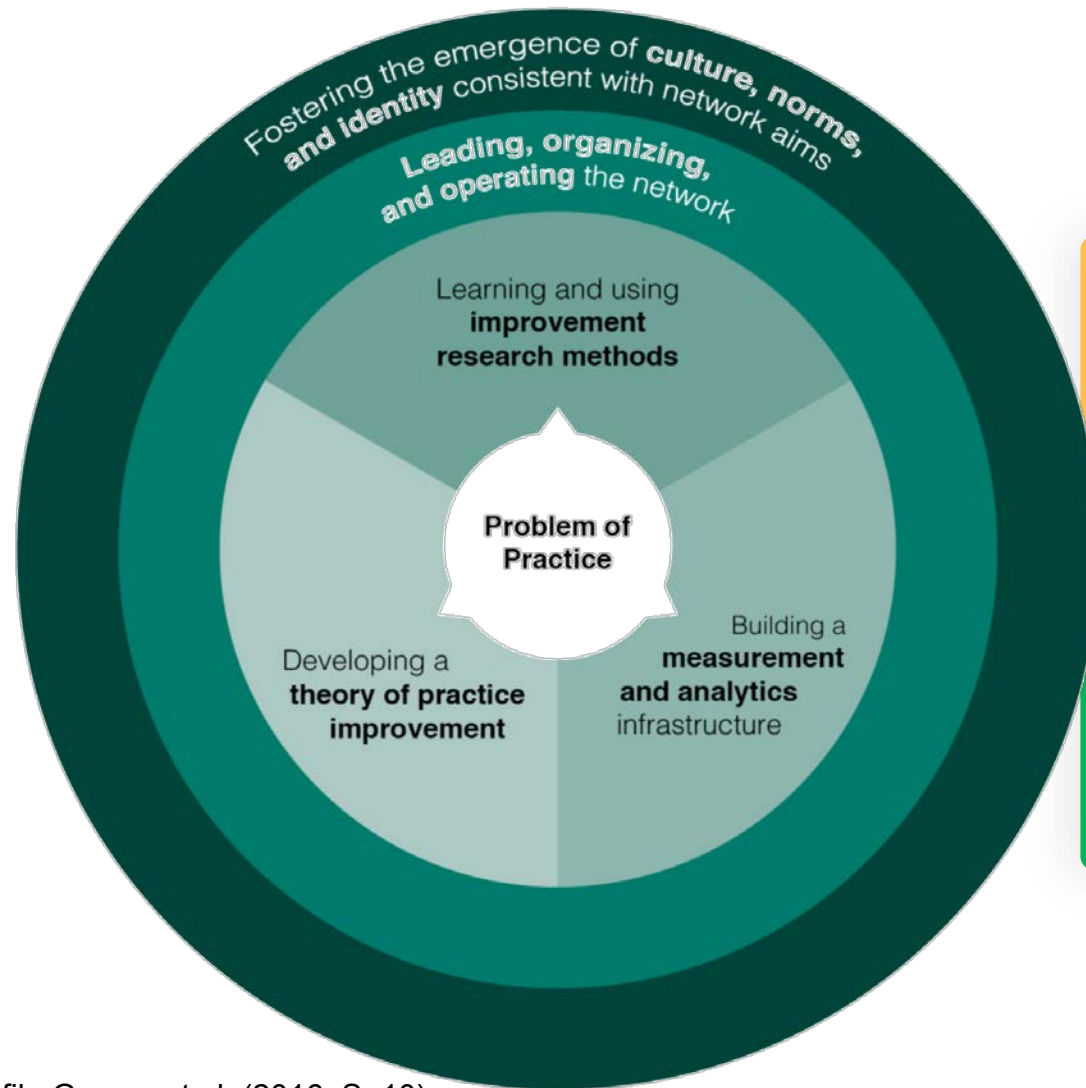 Fostering the emergence of culture, norms,
and identity consistent with network aims
Leading, organizing,
and operating the network
Learning and using
improvement
research methods
Problem of
Practice
Developing a
theory of practice
improvement
Building a
measurement
and analytics
infrastructure